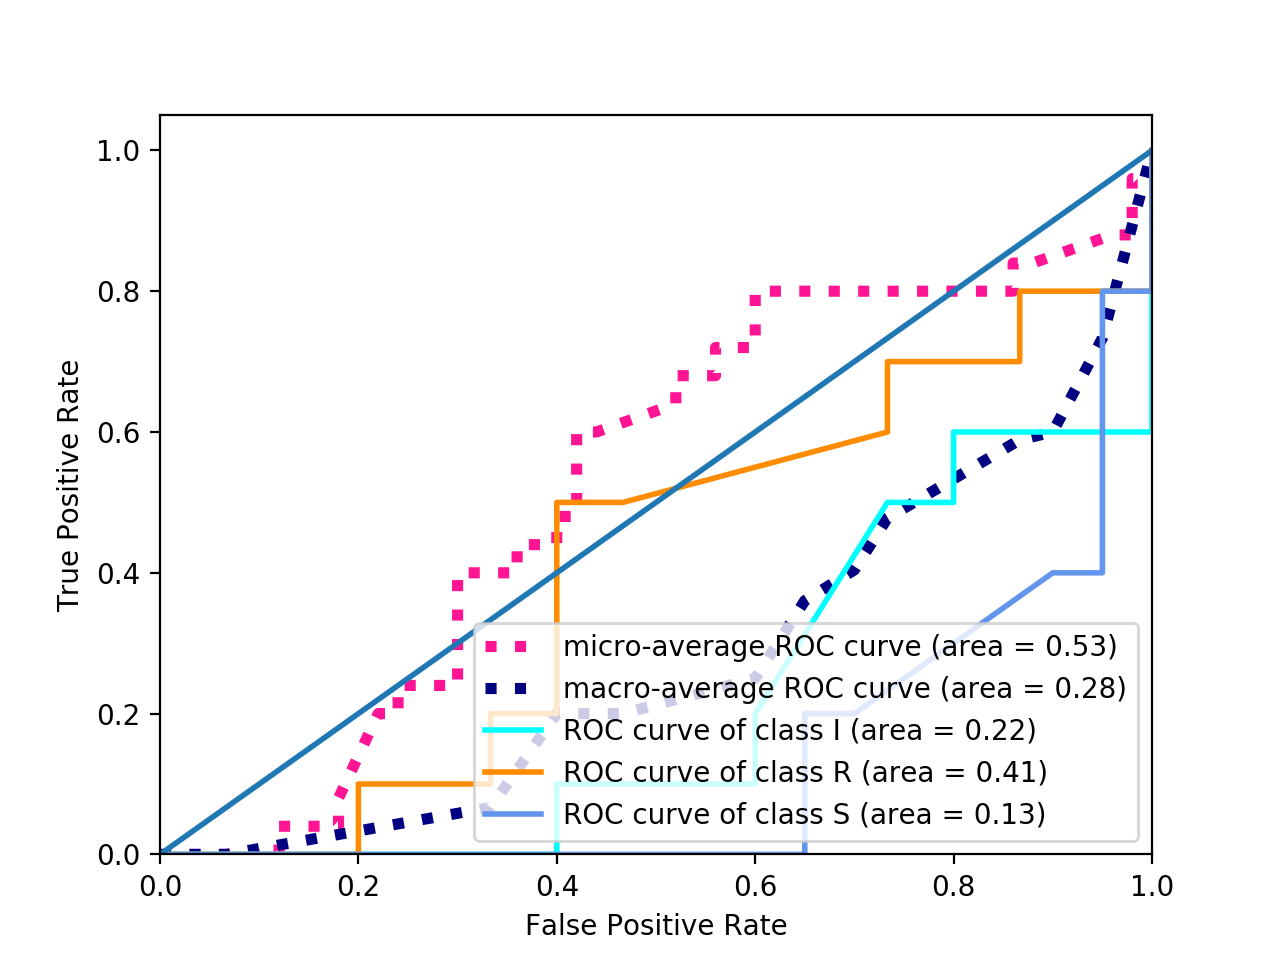 1.0
0.8
0.6
0.4
0.2
0.0
True Positive Rate
micro-average ROC curve (area = 0.53)
macro-average ROC curve (area = 0.28)
ROC curve of class I (area = 0.22)
ROC curve of class R (area = 0.41)
ROC curve of class S (area = 0.13)
0.0 0.2 0.4 0.6 0.8 1.0
False Positive Rate